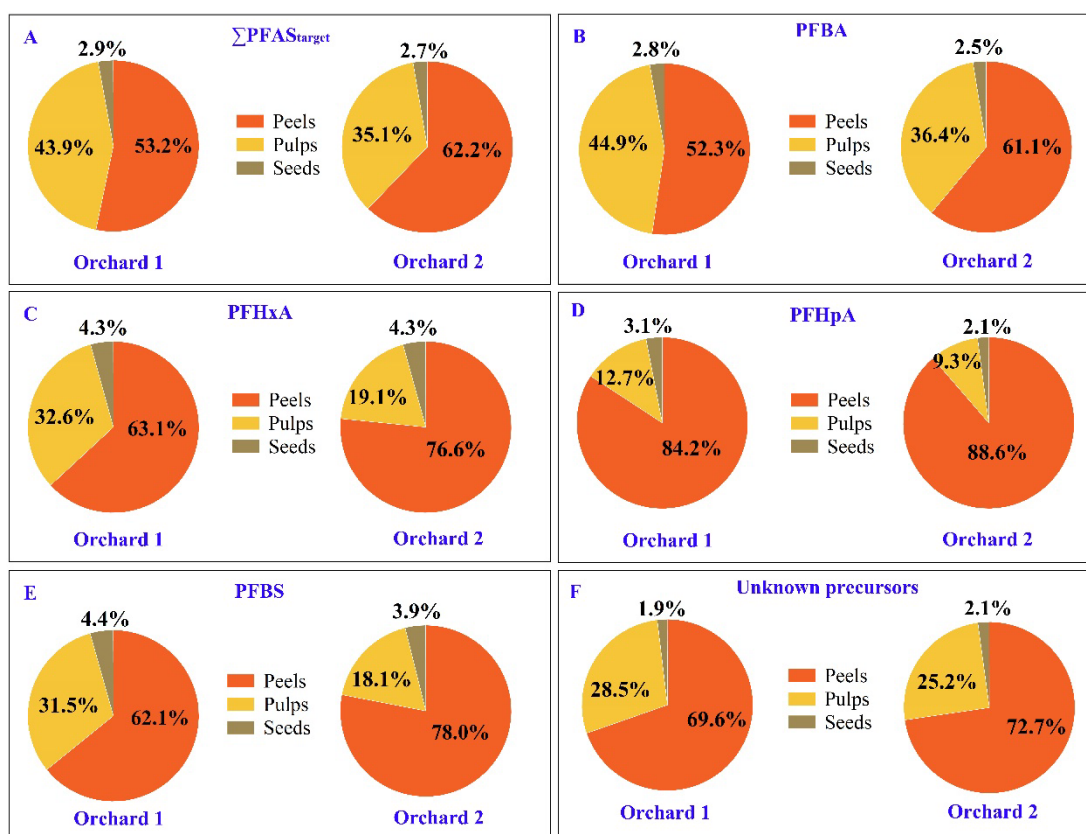 A
∑PFAStarget
2.9%
43.9%
53.2%
Peels
Pulps
Seeds
2.7%
35.1%
62.2%
Orchard 1
Orchard 2
B
PFBA
2.8%
44.9%
52.3%
Peels
Pulps
Seeds
2.5%
36.4%
61.1%
Orchard 1
Orchard 2
C
PFHxA
4.3%
32.6%
63.1%
Peels
Pulps
Seeds
4.3%
19.1%
76.6%
Orchard 1
Orchard 2
D
PFHpA
3.1%
12.7%
84.2%
Peels
Pulps
Seeds
2.1%
9.3%
88.6%
Orchard 1
Orchard 2
E
PFBS
4.4%
31.5%
62.1%
Peels
Pulps
Seeds
3.9%
18.1%
78.0%
Orchard 1
Orchard 2
F
Unknown precursors
1.9%
28.5%
69.6%
Peels
Pulps
Seeds
2.1%
25.2%
72.7%
Orchard 1
Orchard 2